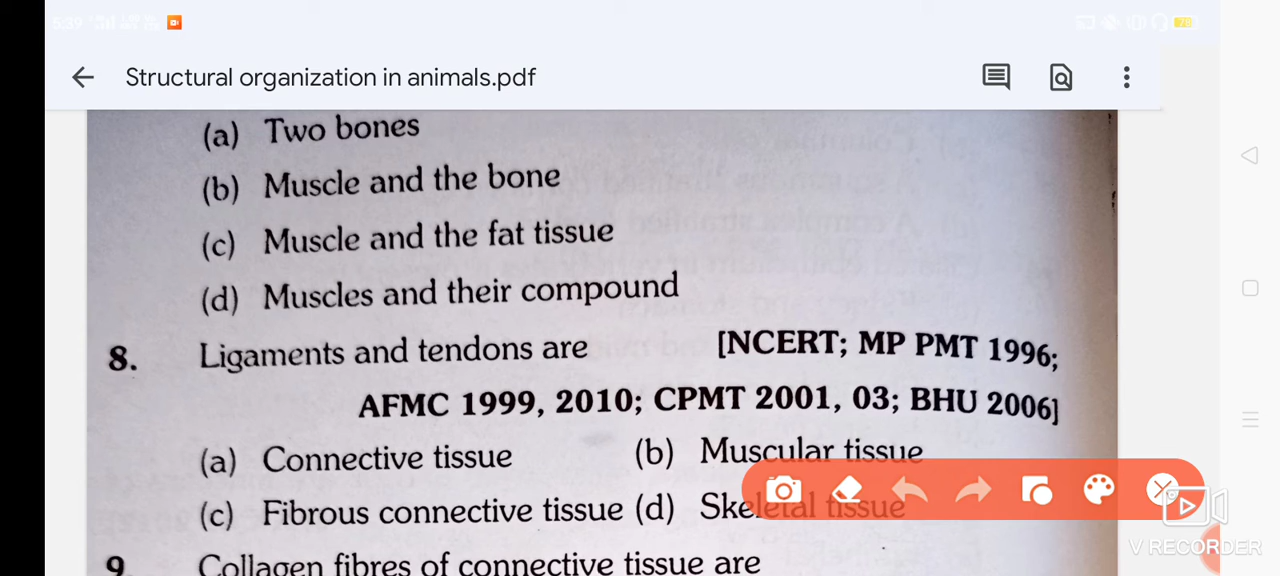 5:39
Structural organization in animals.pdf
(a) Two bones
(b) Muscle and the bone
(c) Muscle and the fat tissue
(d) Muscles and their compound
8. Ligaments and tendons are [NCERT; MP PMT 1996;
AFMC 1999, 2010; CPMT 2001, 03; BHU 2006]
(a) Connective tissue (b) Muscular tissue
(c) Fibrous connective tissue (d) Skeletal tissue
9. Collagen fibres of connective tissue are
V RECORDER